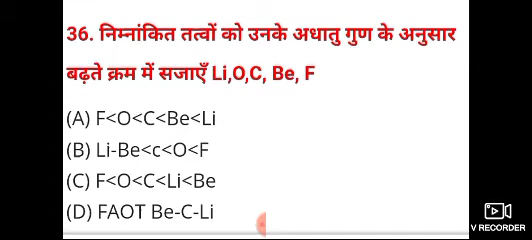 36. निम्नांकित तत्वों को उनके अधातु गुण के अनुसार
बढ़ते क्रम में सजाएँ Li,O,C, Be, F
(A) F<O<C<Be<Li
(B) Li-Be<c<O<F
(C) F<O<C<Li<Be
(D) FAOT Be-C-Li
V RECORDER